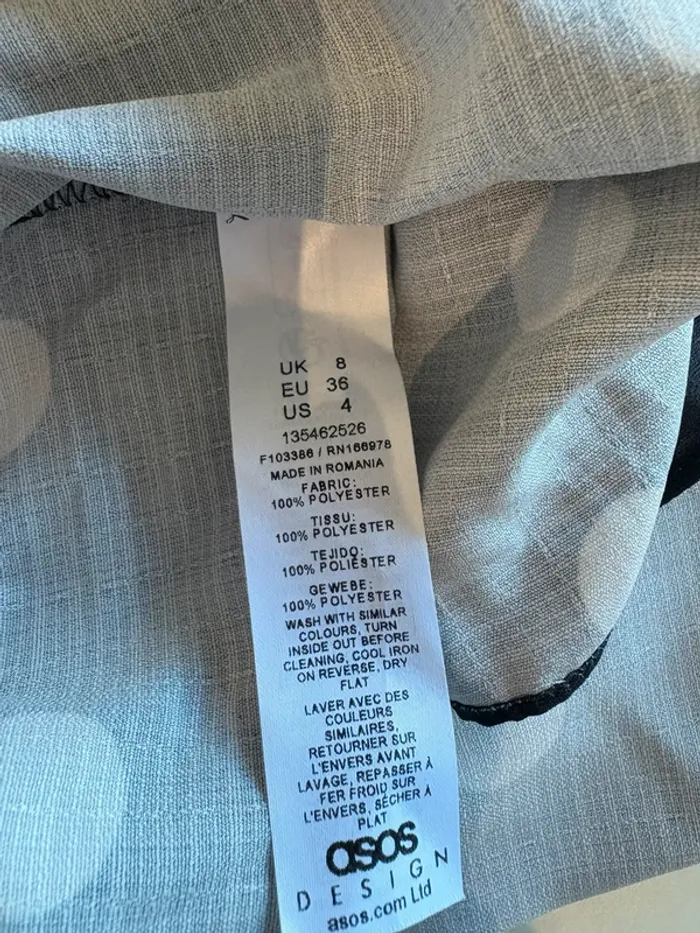 UK 8
EU 36
US 4
135462526
F103386 / RN166978
MADE IN ROMANIA
FABRIC:
100% POLYESTER
TISSU:
100% POLYESTER
TEJIDO:
100% POLIÉSTER
GEWEBE:
100% POLYESTER
WASH WITH SIMILAR
COLOURS, TURN
INSIDE OUT BEFORE
CLEANING, COOL IRON
ON REVERSE, DRY
FLAT
LAVER AVEC DES
COULEURS
SIMILAIRES,
RETOURNER SUR
L'ENVERS AVANT
LAVAGE, REPASSER À
FER FROID SUR
L'ENVERS, SÉCHER À
PLAT
asos
DESIGN
asos.com Ltd